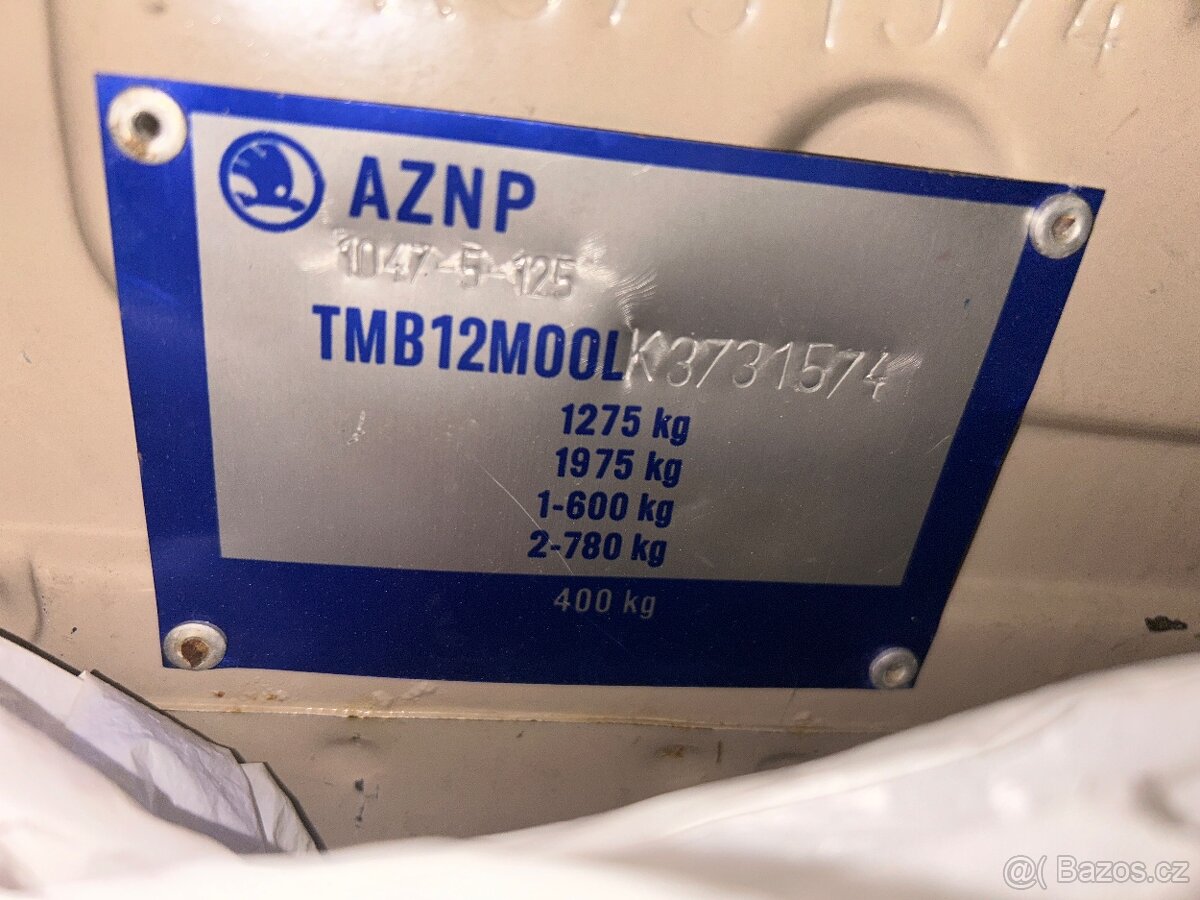 3731574
AZNP
1047-5-125
TMB12M00LK3731574
1275 kg
1975 kg
1-600 kg
2-780 kg
400 kg
@( Bazos.cz